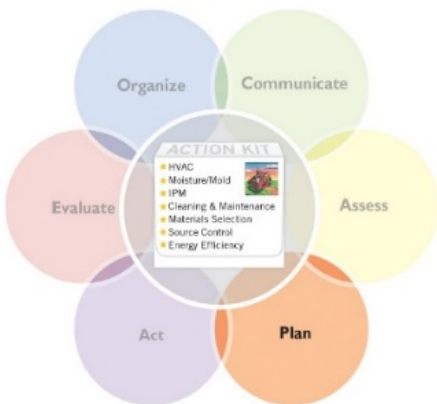 Organize
Communicate
ACTION KIT
HVAC
Moisture/Mold
IPM
Cleaning & Maintenance
Materials Selection
Source Control
Energy Efficiency
Evaluate
Assess
Act
Plan